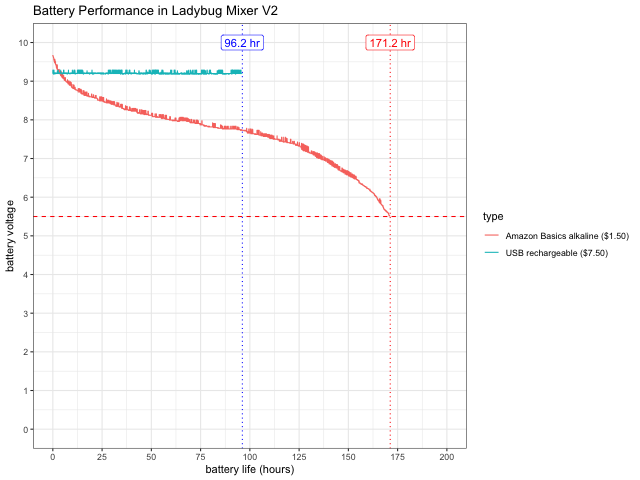 Battery Performance in Ladybug Mixer V2
96.2 hr
171.2 hr
10
9
8
7
6
5
4
3
2
1
0
battery voltage
0
25
50
75
100
125
150
175
200
battery life (hours)
type
Amazon Basics alkaline ($1.50)
USB rechargeable ($7.50)